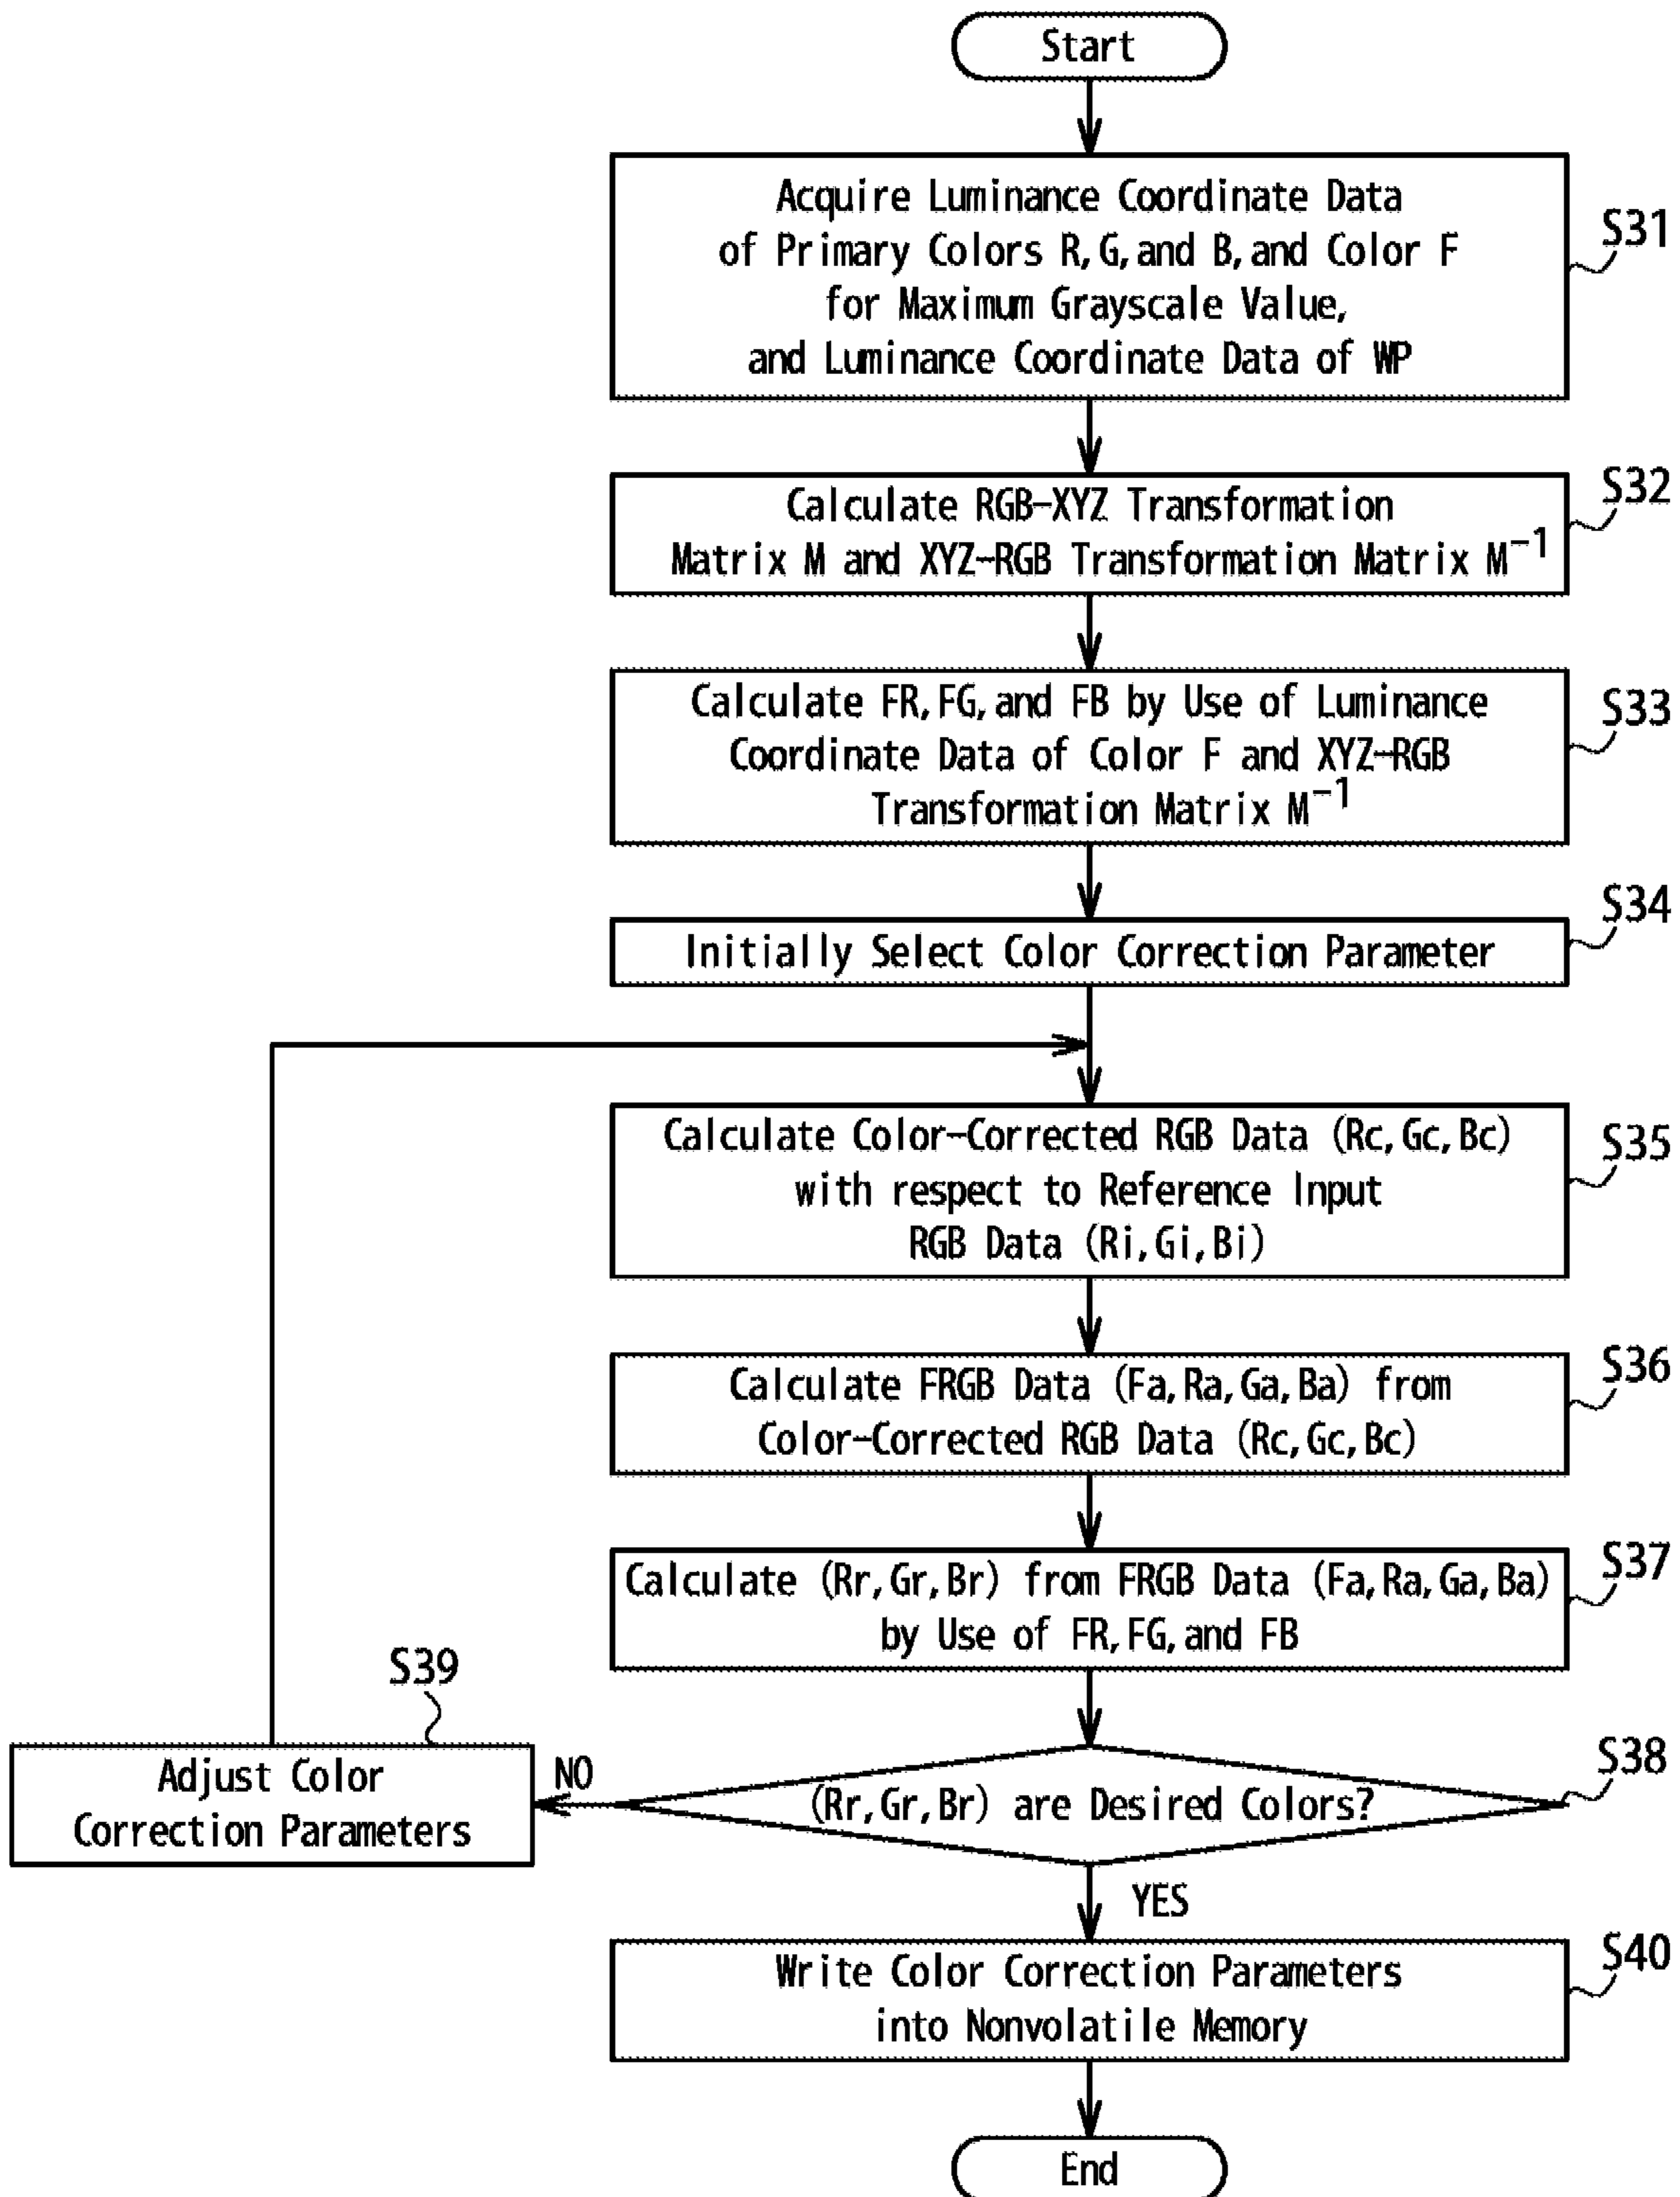 Start
Acquire Luminance Coordinate Data
of Primary Colors R,G,and B,and Color F
for Maximum Grayscale Value,
and Luminance Coordinate Data of WP
S31
Calculate RGB-XYZ Transformation
Matrix M and XYZ-RGB Transformation Matrix M⁻¹
S32
Calculate FR,FG,and FB by Use of Luminance
Coordinate Data of Color F and XYZ-RGB
Transformation Matrix M⁻¹
S33
Initially Select Color Correction Parameter
S34
Calculate Color-Corrected RGB Data (Rc,Gc,Bc)
with respect to Reference Input
RGB Data (Ri,Gi,Bi)
S35
Calculate FRGB Data (Fa,Ra,Ga,Ba) from
Color-Corrected RGB Data (Rc,Gc,Bc)
S36
Calculate (Rr,Gr,Br) from FRGB Data (Fa,Ra,Ga,Ba)
by Use of FR,FG,and FB
S37
(Rr,Gr,Br) are Desired Colors?
S38
NO
S39
Adjust Color
Correction Parameters
YES
Write Color Correction Parameters
into Nonvolatile Memory
S40
End